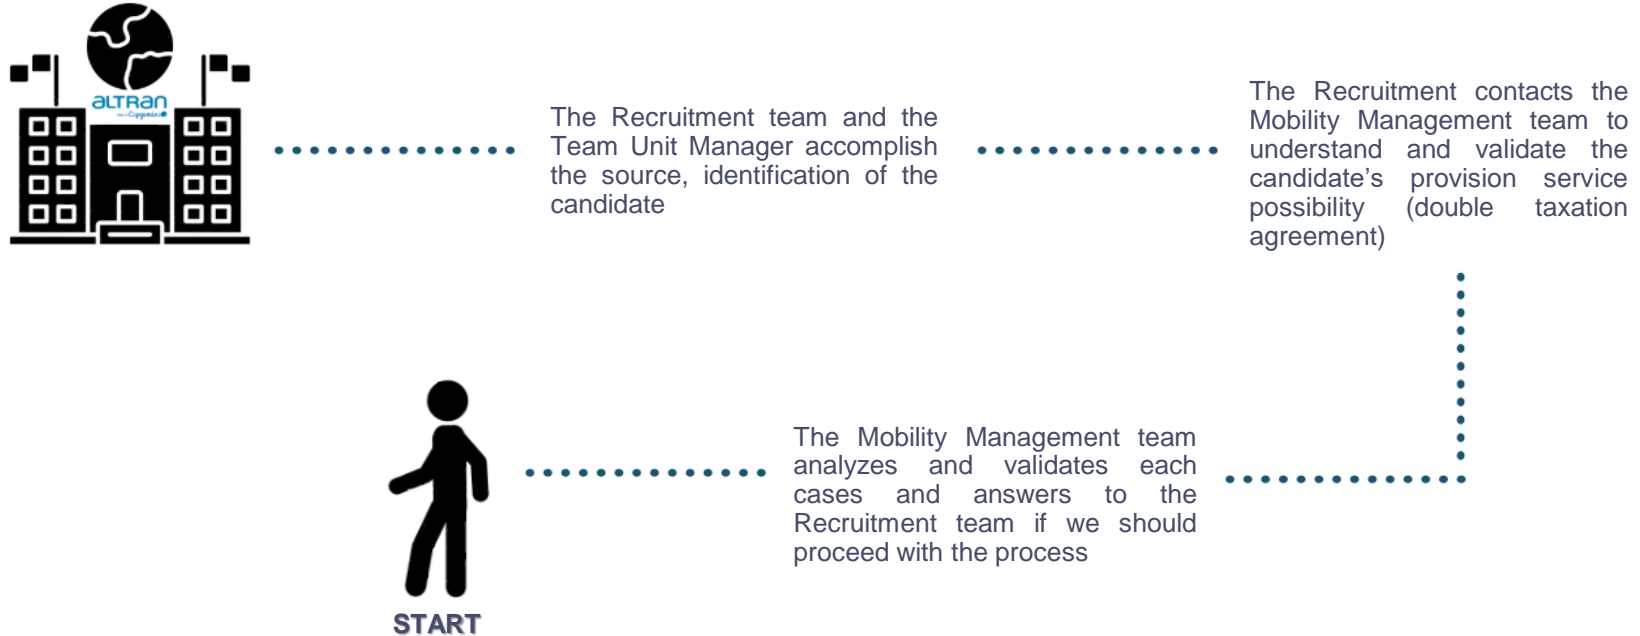 altran
The Recruitment team and the
Team Unit Manager accomplish
the source, identification of the
candidate
The Recruitment contacts the
Mobility Management team to
understand and validate the
candidate’s provision service
possibility (double taxation
agreement)
The Mobility Management team
analyzes and validates each
cases and answers to the
Recruitment team if we should
proceed with the process
START